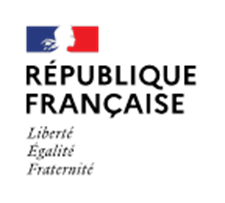 RÉPUBLIQUE
FRANÇAISE
Liberté
Égalité
Fraternité